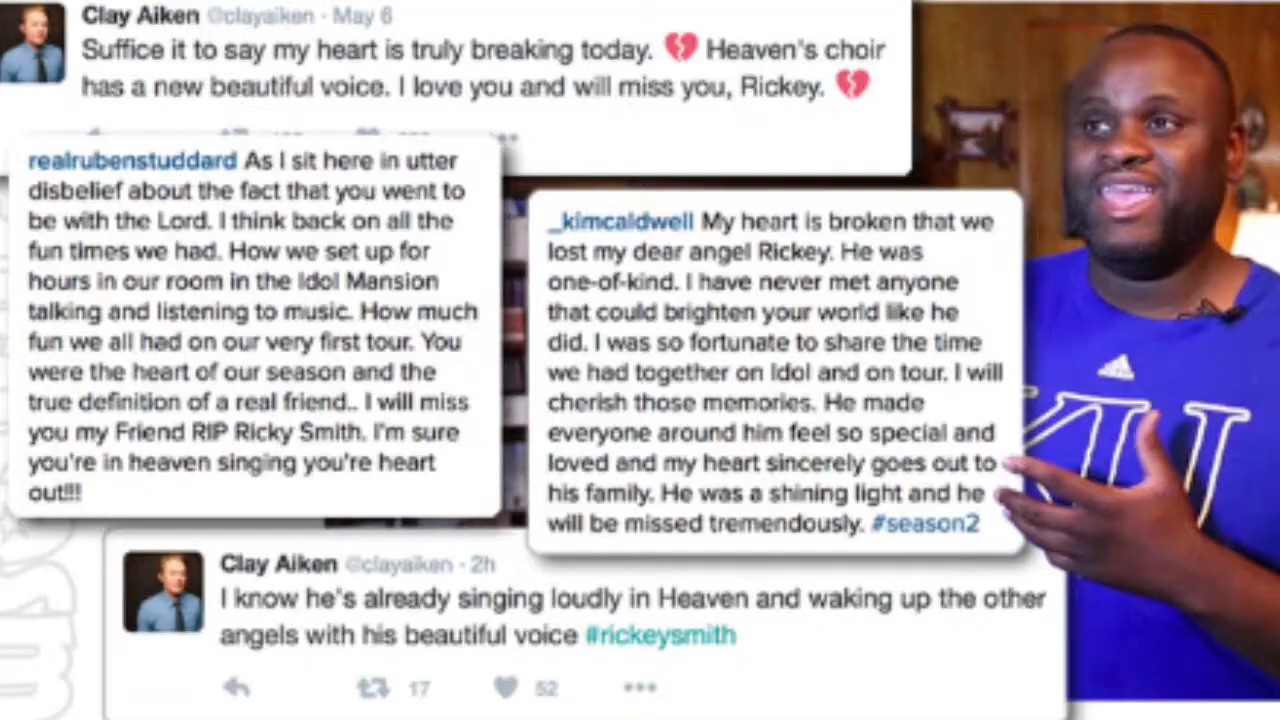 Clay Aiken @clayaiken · May 6
Suffice it to say my heart is truly breaking today. 💔 Heaven's choir
has a new beautiful voice. I love you and will miss you, Rickey. 💔
realrubenstuddard As I sit here in utter
disbelief about the fact that you went to
be with the Lord. I think back on all the
fun times we had. How we set up for
hours in our room in the Idol Mansion
talking and listening to music. How much
fun we all had on our very first tour. You
were the heart of our season and the
true definition of a real friend.. I will miss
you my Friend RIP Ricky Smith. I'm sure
you're in heaven singing you're heart
out!!!
_kimcaldwell My heart is broken that we
lost my dear angel Rickey. He was
one-of-kind. I have never met anyone
that could brighten your world like he
did. I was so fortunate to share the time
we had together on Idol and on tour. I will
cherish those memories. He made
everyone around him feel so special and
loved and my heart sincerely goes out to
his family. He was a shining light and he
will be missed tremendously. #season2
Clay Aiken @clayaiken · 2h
I know he's already singing loudly in Heaven and waking up the other
angels with his beautiful voice #rickeysmith
17 52